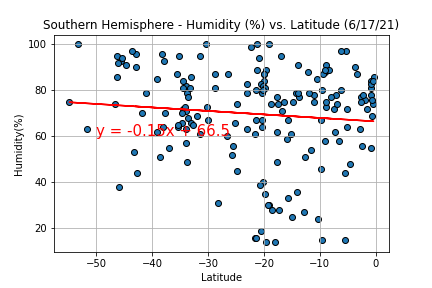 Southern Hemisphere - Humidity (%) vs. Latitude (6/17/21)
100
80
60
40
20
Humidity(%)
y = -0.15x + 66.5
−50
−40
−30
−20
−10
0
Latitude